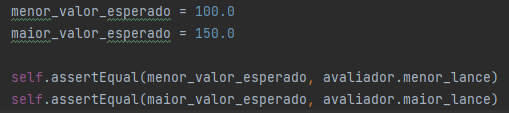 menor_valor_esperado = 100.0
maior_valor_esperado = 150.0
self.assertEqual(menor_valor_esperado, avaliador.menor_lance)
self.assertEqual(maior_valor_esperado, avaliador.maior_lance)